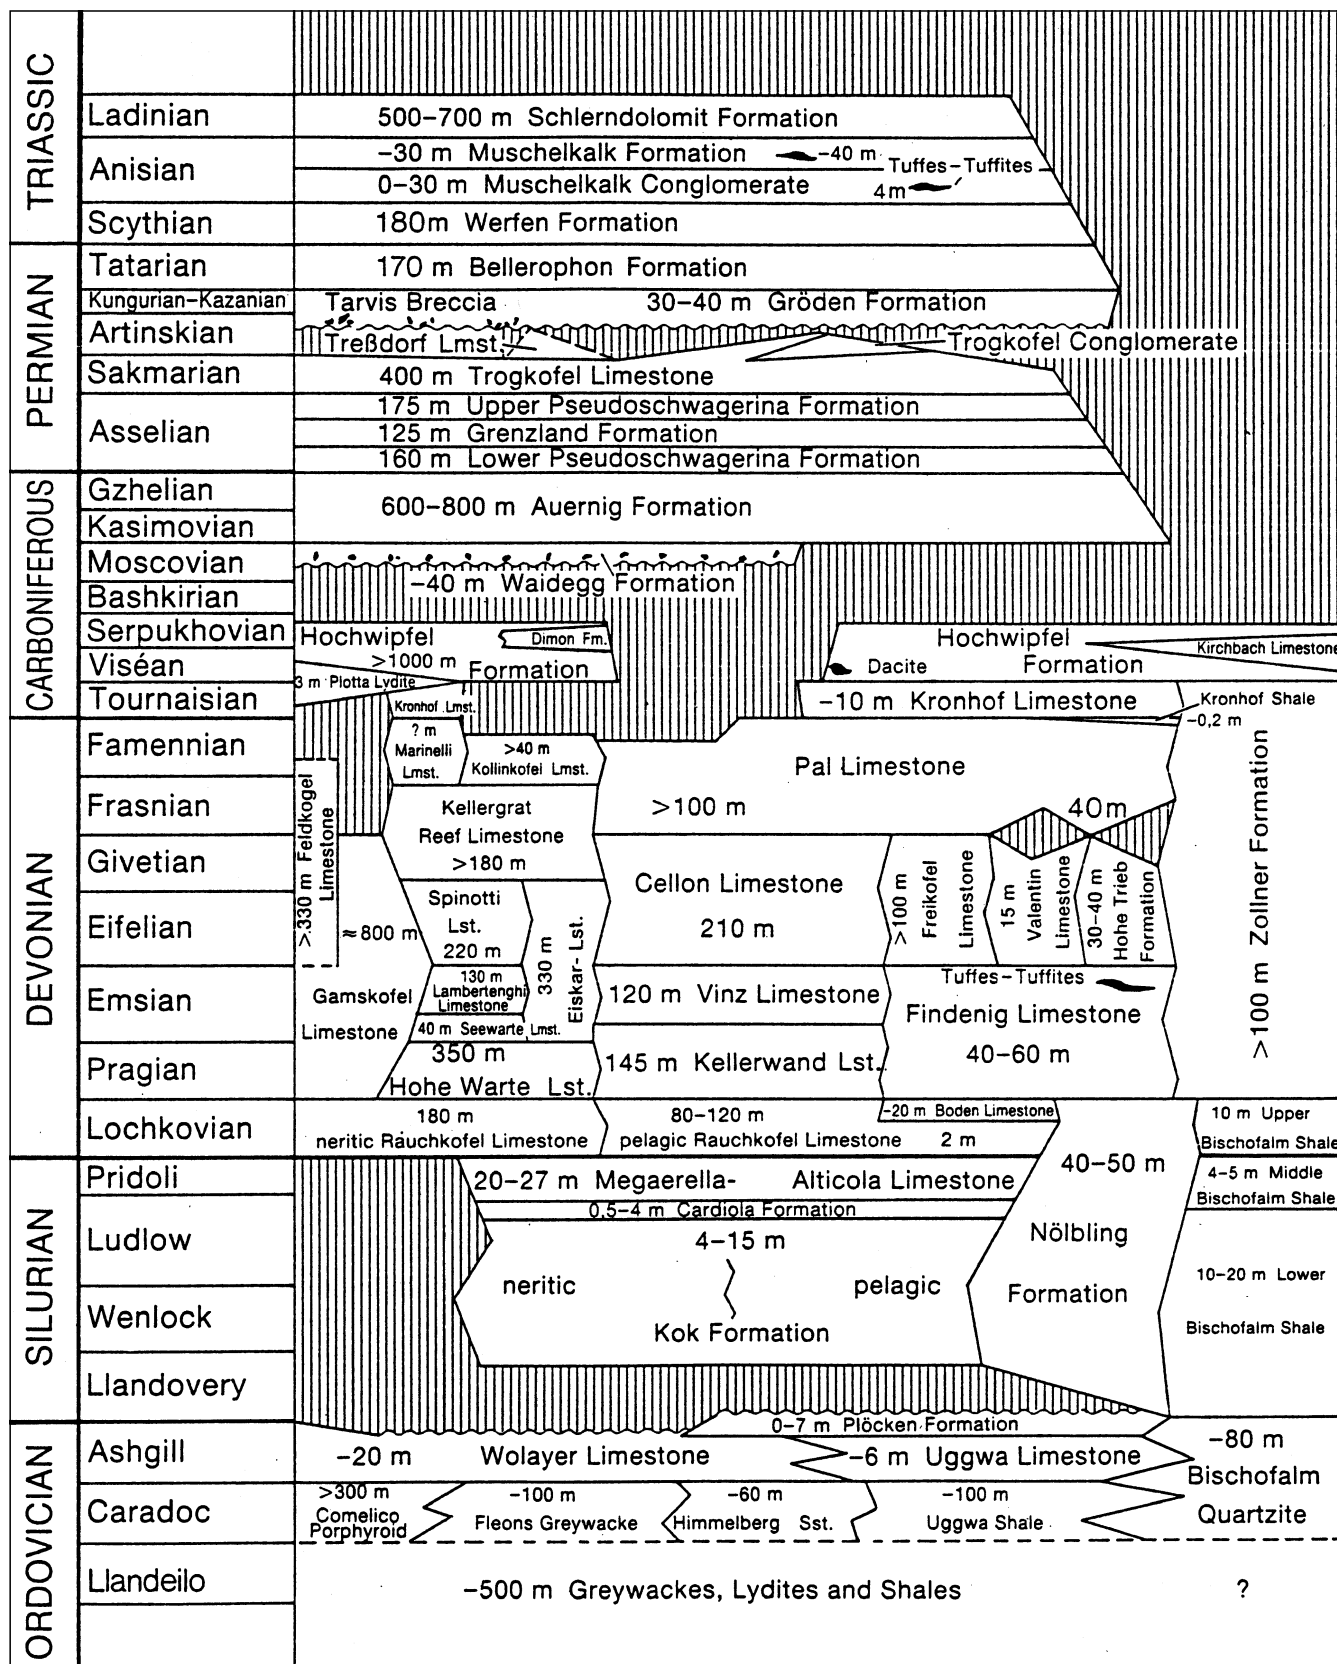 TRIASSIC
Ladinian
500-700 m Schlerndolomit Formation
Anisian
-30 m Muschelkalk Formation
-40 m
Tuffes-Tuffites
0-30 m Muschelkalk Conglomerate
4m
Scythian
180m Werfen Formation
PERMIAN
Tatarian
170 m Bellerophon Formation
Kungurian-Kazanian
Tarvis Breccia
30-40 m Gröden Formation
Artinskian
Treßdorf Lmst.
Trogkofel Conglomerate
Sakmarian
400 m Trogkofel Limestone
Asselian
175 m Upper Pseudoschwagerina Formation
125 m Grenzland Formation
160 m Lower Pseudoschwagerina Formation
CARBONIFEROUS
Gzhelian
600-800 m Auernig Formation
Kasimovian
Moscovian
-40 m Waidegg Formation
Bashkirian
Serpukhovian
Hochwipfel
Dimon Fm.
Hochwipfel
Kirchbach Limestone
Viséan
>1000 m
Formation
Dacite
Formation
3 m Plotta Lydite
Tournaisian
Kronhof Lmst.
-10 m Kronhof Limestone
Kronhof Shale
-0,2 m
DEVONIAN
Famennian
? m
Marinelli
Lmst.
>40 m
Kollinkofel Lmst.
Pal Limestone
Frasnian
>330 m Feldkogel
Limestone
Kellergrat
Reef Limestone
>180 m
>100 m
40m
>100 m Zollner Formation
Givetian
Cellon Limestone
210 m
>100 m
Freikofel
Limestone
15 m
Valentin
Limestone
30-40 m
Hohe Trieb
Formation
Eifelian
≈800 m
Spinotti
Lst.
220 m
330 m
Eiskar-Lst.
Emsian
Gamskofel
Limestone
130 m
Lambertenghi
Limestone
40 m Seewarte Lmst.
120 m Vinz Limestone
Tuffes-Tuffites
Findenig Limestone
40-60 m
Pragian
350 m
Hohe Warte Lst.
145 m Kellerwand Lst.
Lochkovian
180 m
neritic Rauchkofel Limestone
80-120 m
pelagic Rauchkofel Limestone
-20 m Boden Limestone
2 m
10 m Upper
Bischofalm Shale
SILURIAN
Pridoli
20-27 m Megaerella-
Alticola Limestone
40-50 m
Nölbling
Formation
4-5 m Middle
Bischofalm Shale
0,5-4 m Cardiola Formation
Ludlow
4-15 m
neritic
pelagic
Kok Formation
10-20 m Lower
Bischofalm Shale
Wenlock
Llandovery
ORDOVICIAN
0-7 m Plöcken Formation
Ashgill
-20 m
Wolayer Limestone
-6 m Uggwa Limestone
-80 m
Bischofalm
Quartzite
Caradoc
>300 m
Comelico
Porphyroid
-100 m
Fleons Greywacke
-60 m
Himmelberg Sst.
-100 m
Uggwa Shale
Llandeilo
-500 m Greywackes, Lydites and Shales
?